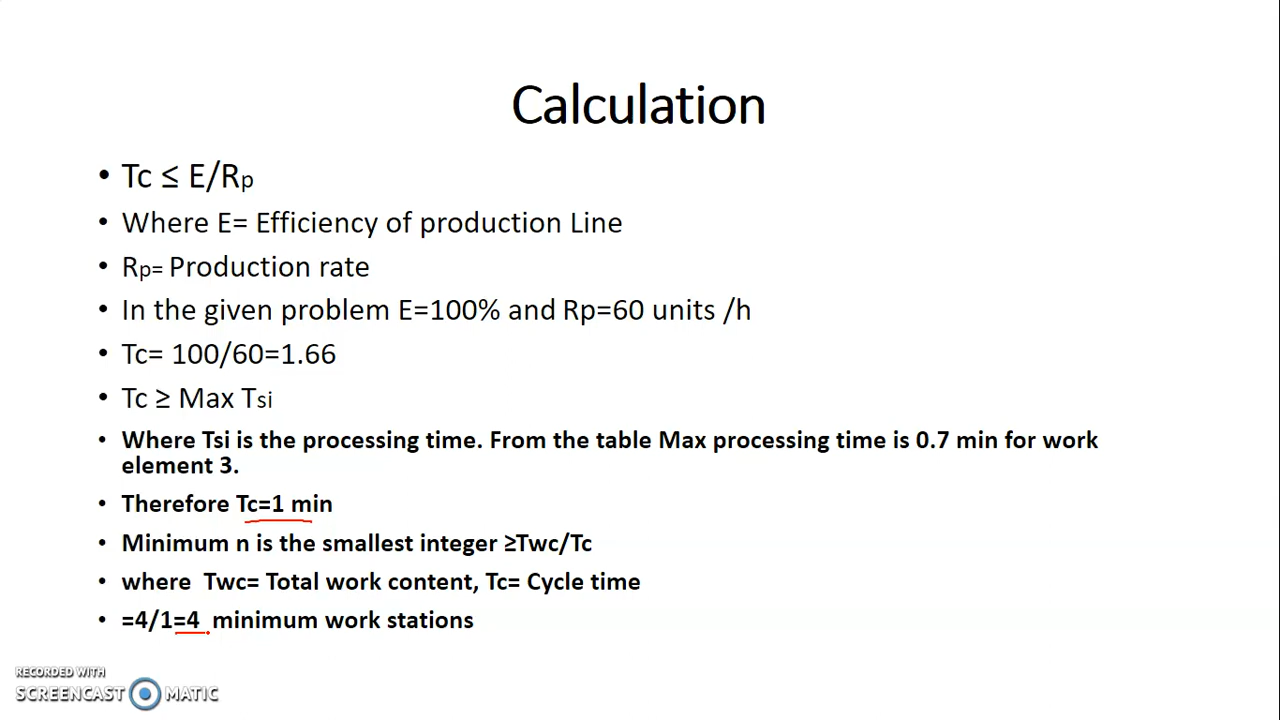 Calculation
• Tc ≤ E/Rp
• Where E= Efficiency of production Line
• Rp= Production rate
• In the given problem E=100% and Rp=60 units /h
• Tc= 100/60=1.66
• Tc ≥ Max Tsi
• Where Tsi is the processing time. From the table Max processing time is 0.7 min for work
element 3.
• Therefore Tc=1 min
• Minimum n is the smallest integer ≥Twc/Tc
• where Twc= Total work content, Tc= Cycle time
• =4/1=4 minimum work stations
RECORDED WITH
SCREENCAST MATIC